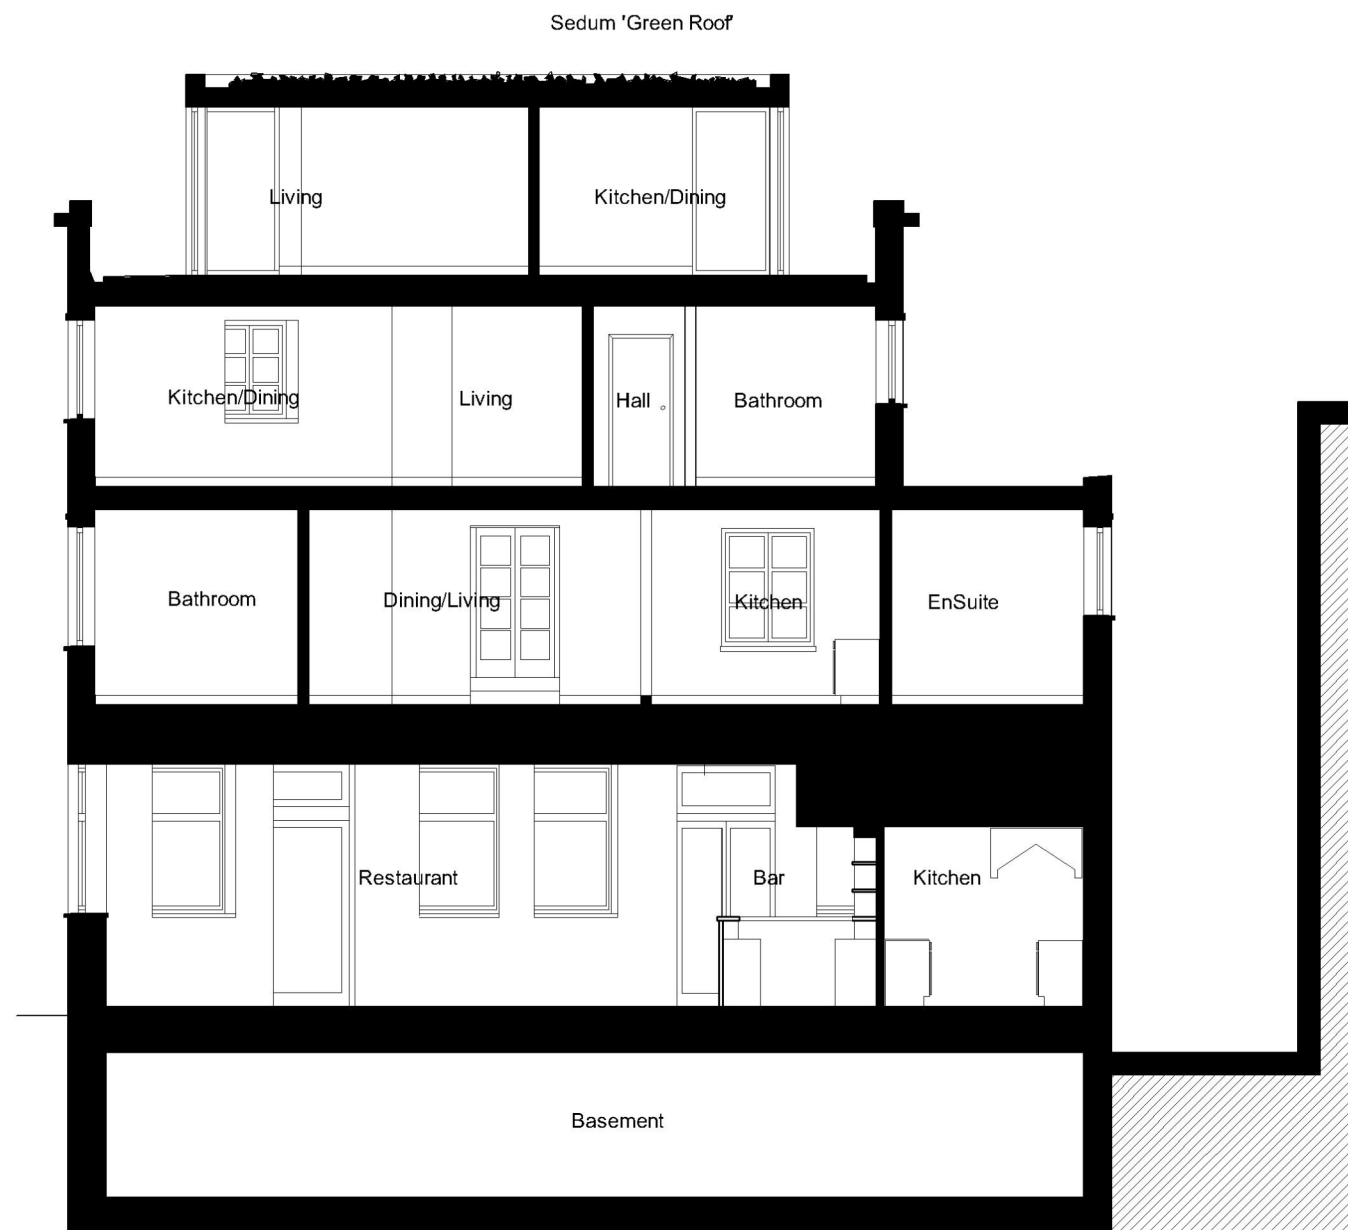 Sedum 'Green Roof'
Living
Kitchen/Dining
Kitchen/Dining
Living
Hall
Bathroom
Bathroom
Dining/Living
Kitchen
EnSuite
Restaurant
Bar
Kitchen
Basement